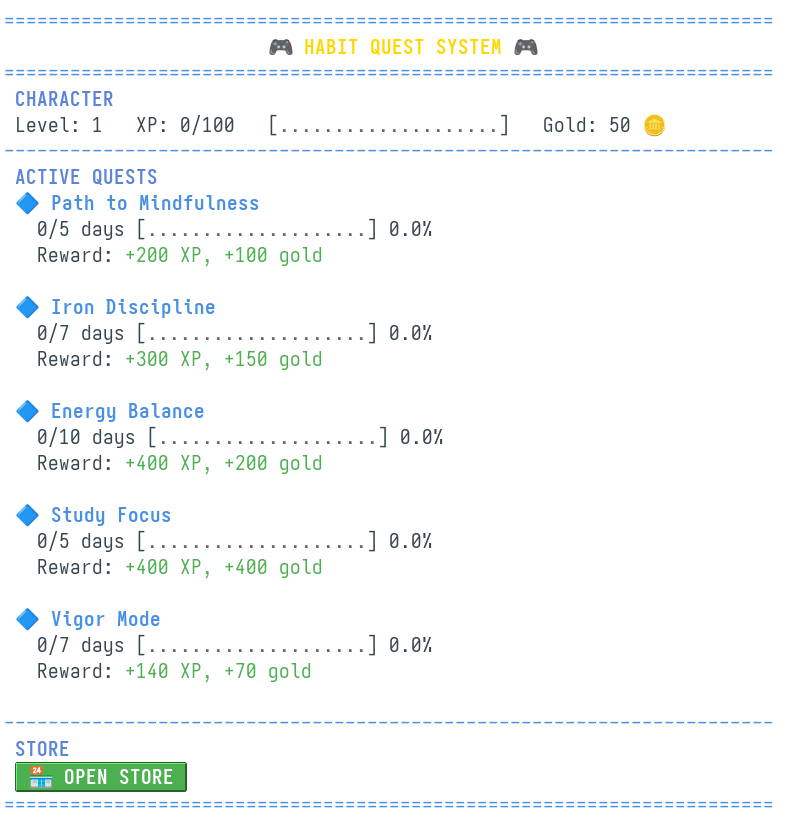 ======================================================================
🎮 HABIT QUEST SYSTEM 🎮
======================================================================
CHARACTER
Level: 1   XP: 0/100   [....................]   Gold: 50 🪙
----------------------------------------------------------------------
ACTIVE QUESTS
🔷 Path to Mindfulness
0/5 days [....................] 0.0%
Reward: +200 XP, +100 gold
🔷 Iron Discipline
0/7 days [....................] 0.0%
Reward: +300 XP, +150 gold
🔷 Energy Balance
0/10 days [....................] 0.0%
Reward: +400 XP, +200 gold
🔷 Study Focus
0/5 days [....................] 0.0%
Reward: +400 XP, +400 gold
🔷 Vigor Mode
0/7 days [....................] 0.0%
Reward: +140 XP, +70 gold
----------------------------------------------------------------------
STORE
🏪 OPEN STORE
======================================================================